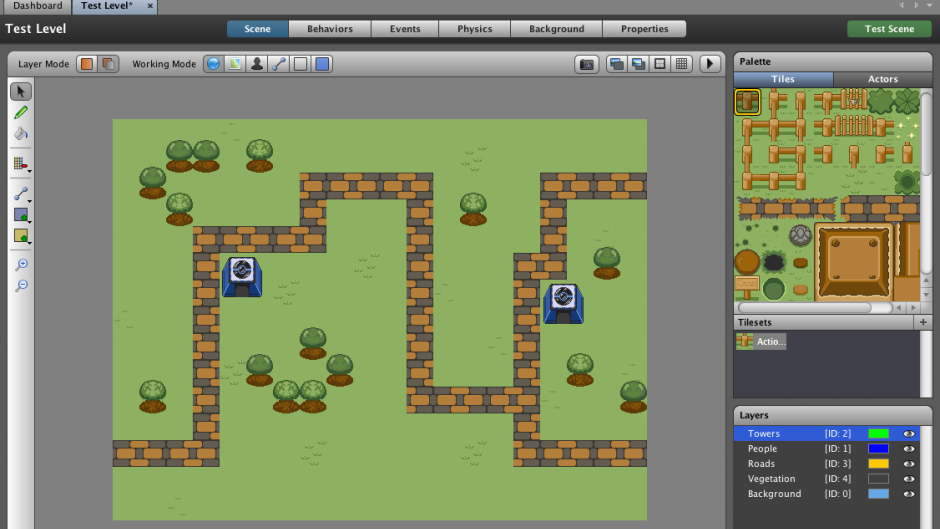 Dashboard
Test Level*
Test Level
Scene
Behaviors
Events
Physics
Background
Properties
Test Scene
Layer Mode
Working Mode
Palette
Tiles
Actors
Tilesets
Actio...
Layers
Towers [ID: 2]
People [ID: 1]
Roads [ID: 3]
Vegetation [ID: 4]
Background [ID: 0]